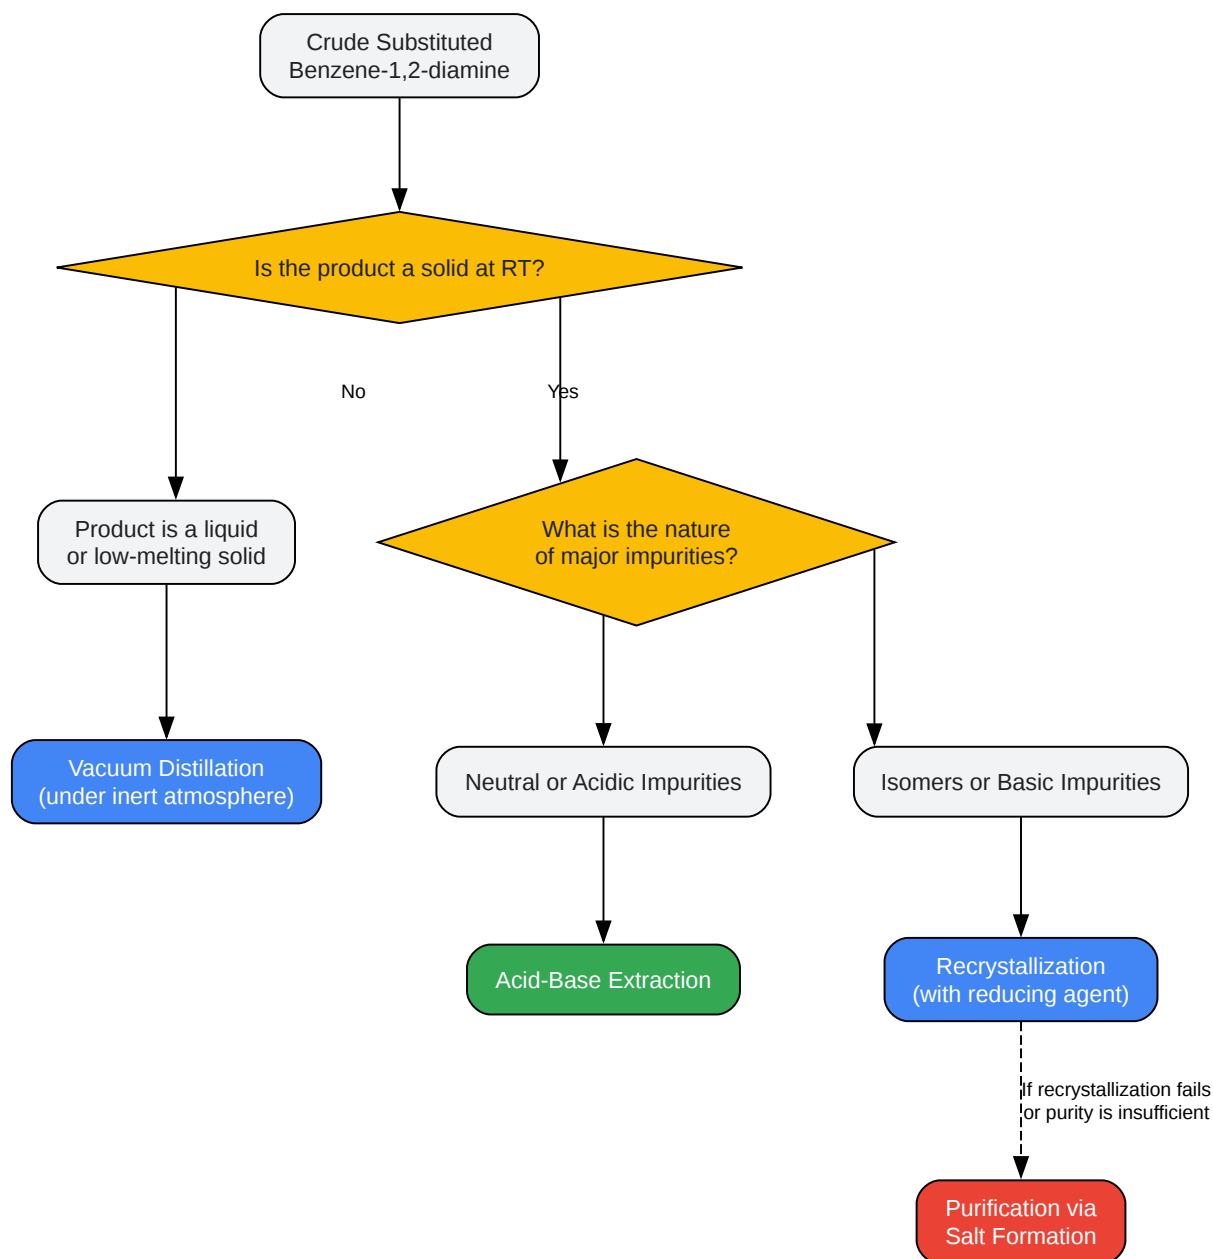 Crude Substituted
Benzene-1,2-diamine
Is the product a solid at RT?
No
Yes
Product is a liquid
or low-melting solid
What is the nature
of major impurities?
Vacuum Distillation
(under inert atmosphere)
Neutral or Acidic Impurities
Isomers or Basic Impurities
Acid-Base Extraction
Recrystallization
(with reducing agent)
If recrystallization fails
or purity is insufficient
Purification via
Salt Formation